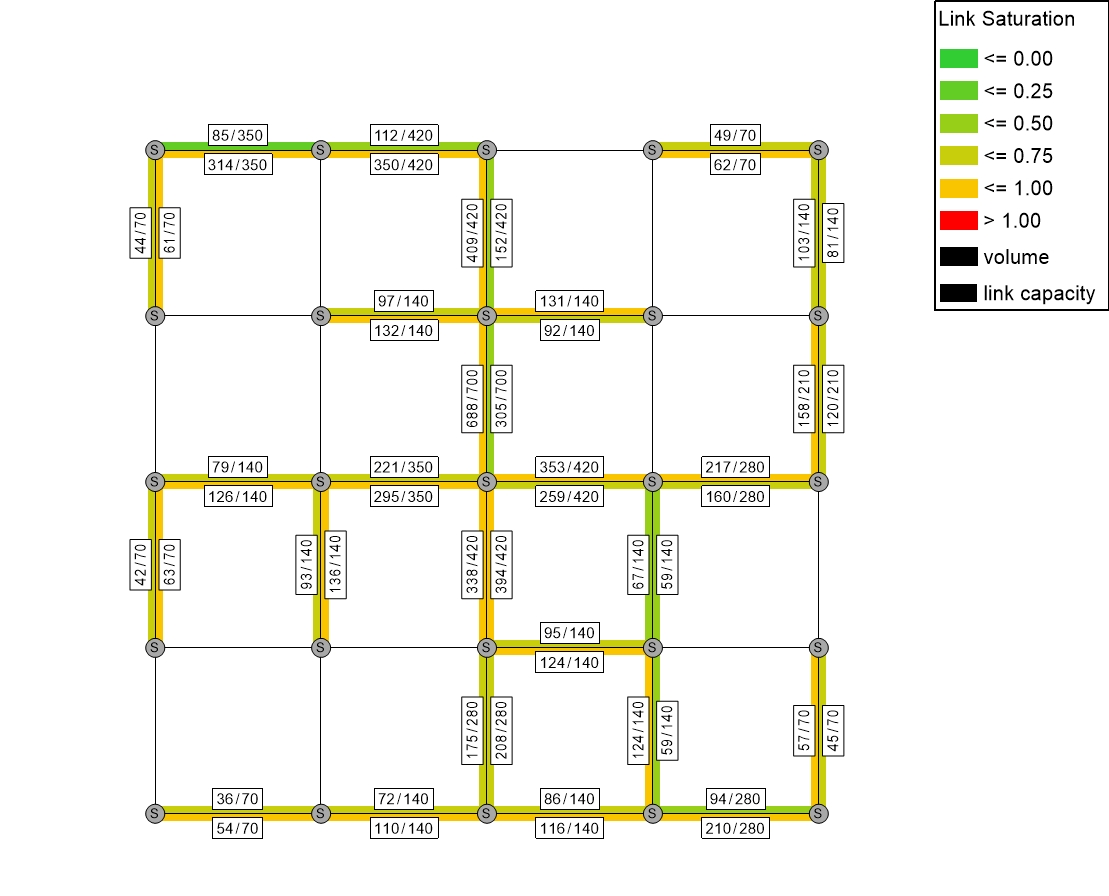 Link Saturation
<= 0.00
<= 0.25
<= 0.50
<= 0.75
<= 1.00
> 1.00
volume
link capacity
85/350
112/420
49/70
S
S
S
S
S
314/350
350/420
62/70
44/70
61/70
409/420
152/420
103/140
81/140
97/140
131/140
S
S
S
S
S
132/140
92/140
688/700
305/700
158/210
120/210
79/140
221/350
353/420
217/280
S
S
S
S
S
126/140
295/350
259/420
160/280
42/70
63/70
93/140
136/140
338/420
394/420
67/140
59/140
95/140
S
S
S
S
S
124/140
175/280
208/280
124/140
59/140
57/70
45/70
36/70
72/140
86/140
94/280
S
S
S
S
S
54/70
110/140
116/140
210/280